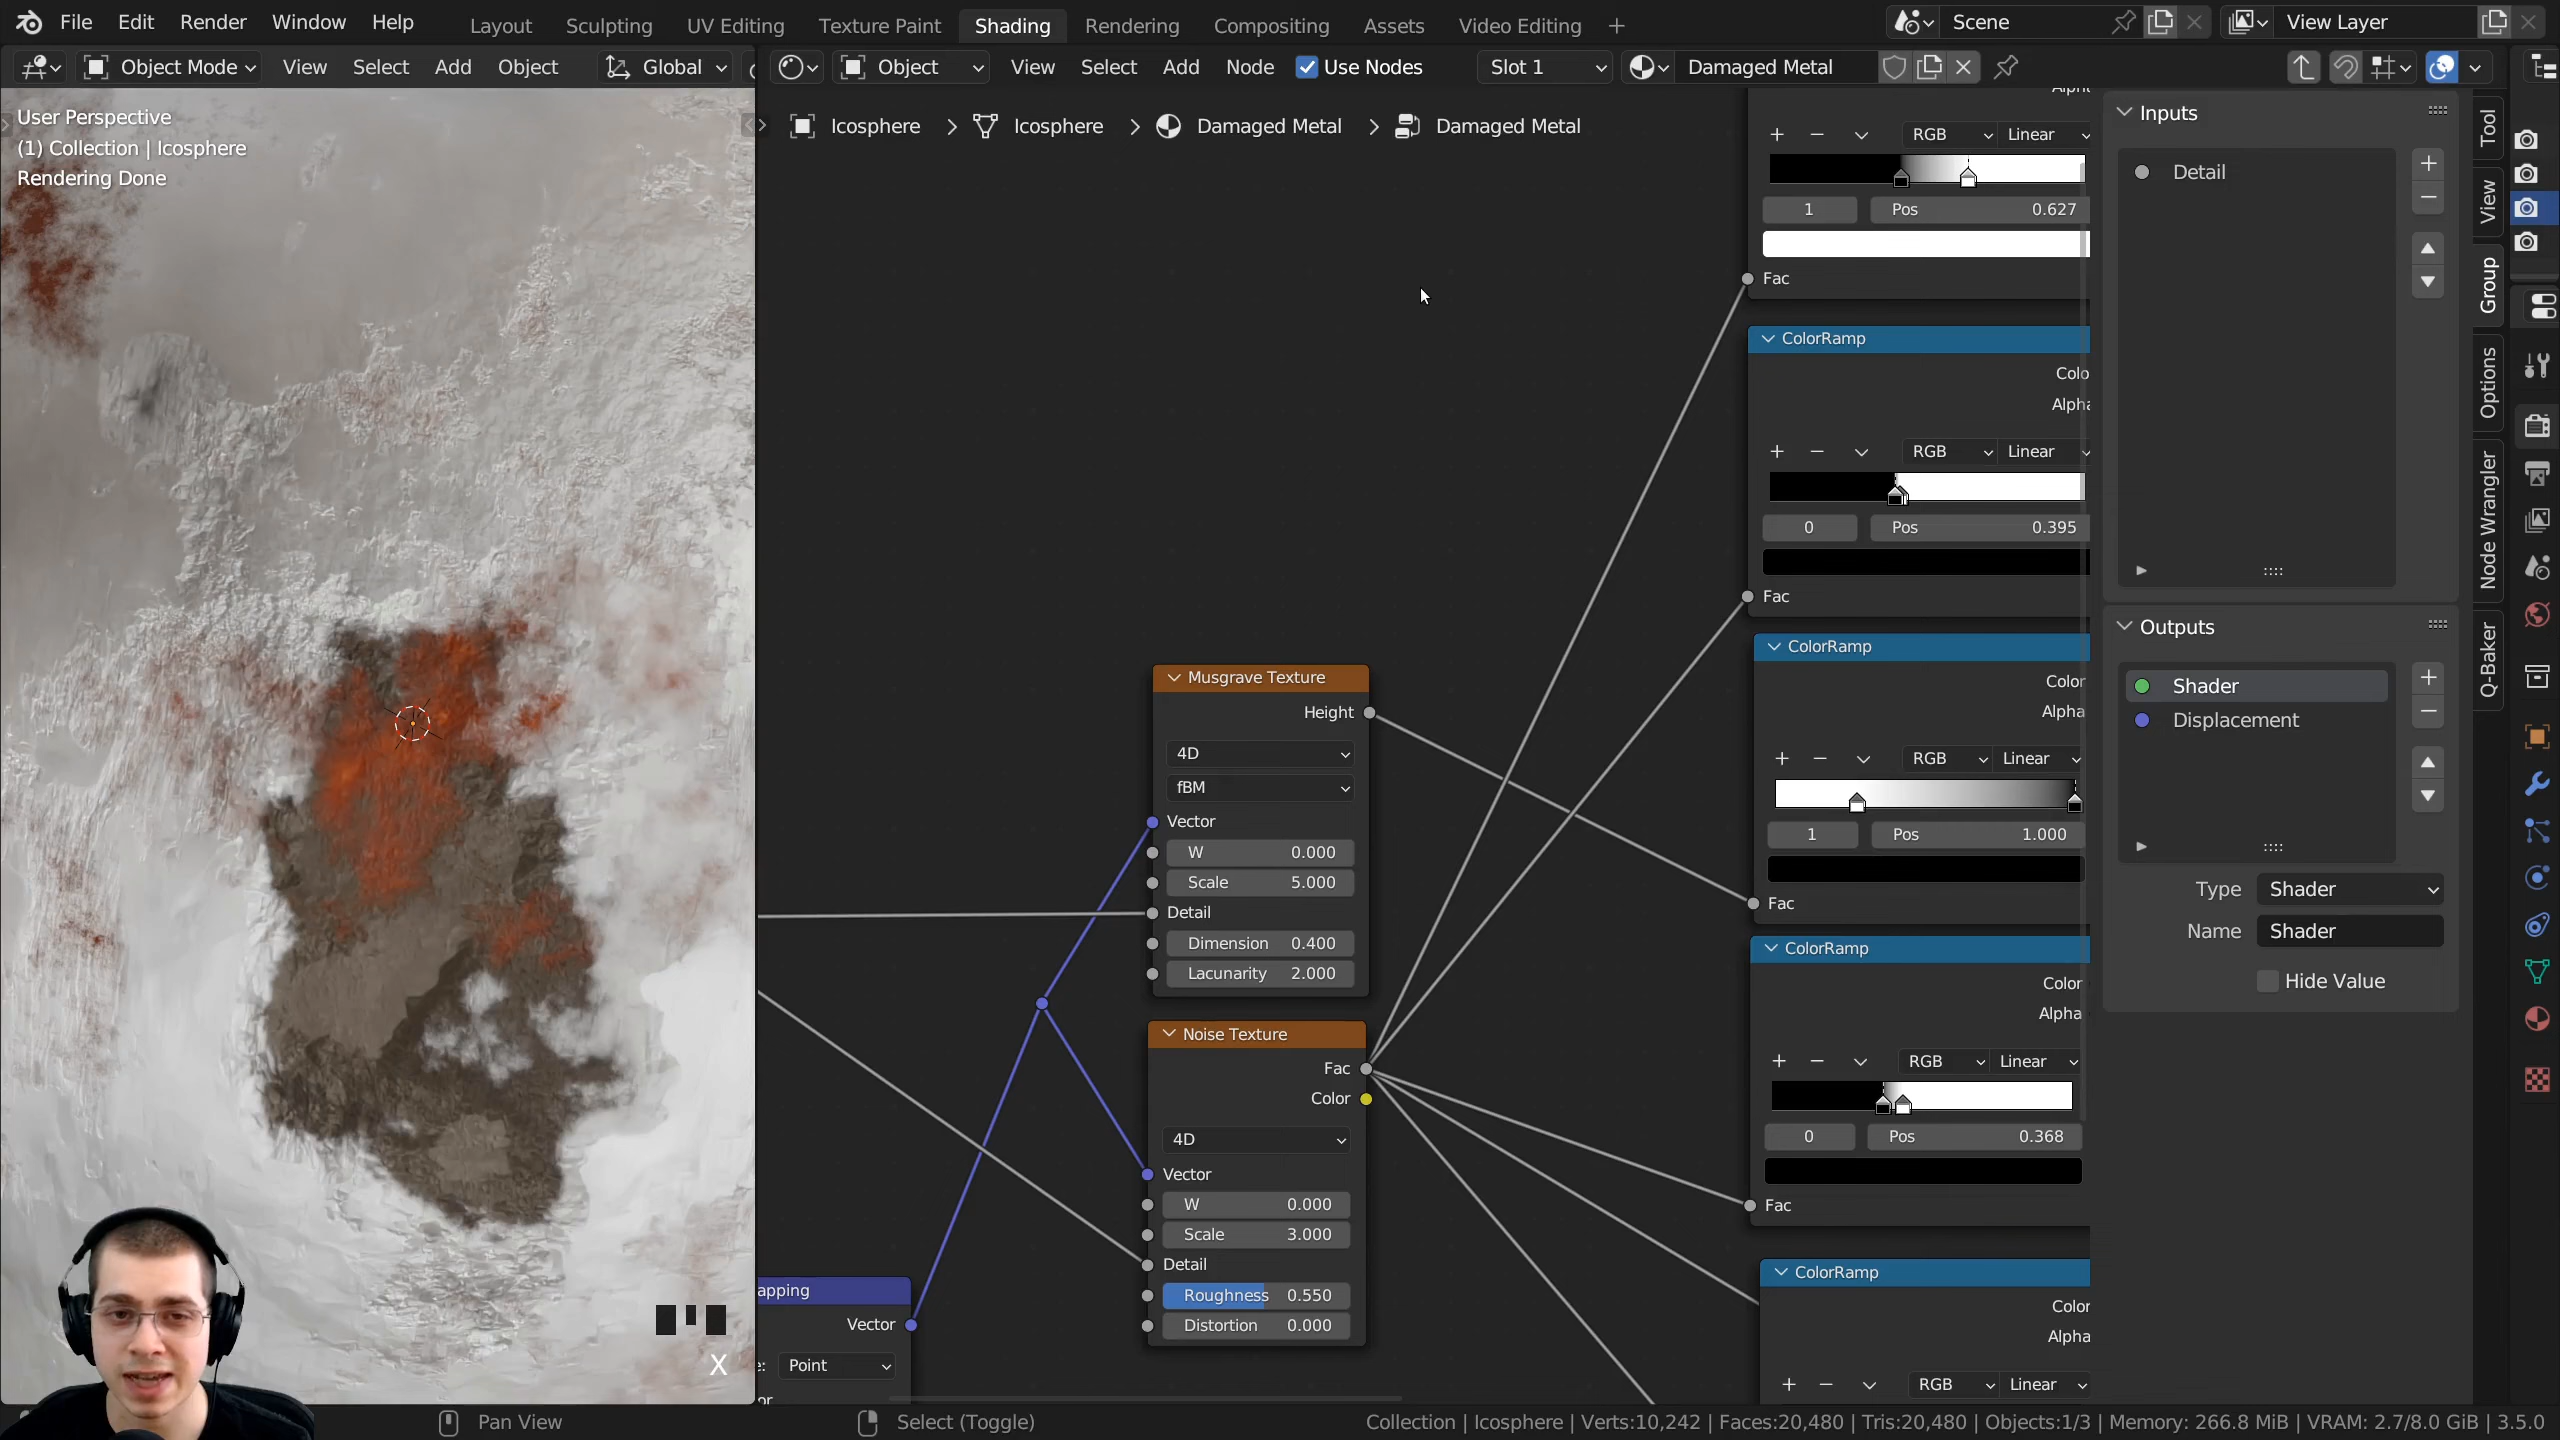 File Edit Render Window Help
Layout Sculpting UV Editing Texture Paint Shading Rendering Compositing Assets Video Editing +
Scene
View Layer
Object Mode View Select Add Object Global
Object View Select Add Node Use Nodes Slot 1 Damaged Metal
User Perspective
(1) Collection | Icosphere
Rendering Done
Icosphere > Icosphere > Damaged Metal > Damaged Metal
RGB Linear
1 Pos 0.627
Fac
ColorRamp
Colo
Alpha
RGB Linear
0 Pos 0.395
Fac
ColorRamp
Color
Alpha
RGB Linear
1 Pos 1.000
Fac
ColorRamp
Color
Alpha
RGB Linear
0 Pos 0.368
Fac
ColorRamp
Color
Alpha
RGB Linear
Musgrave Texture
Height
4D
fBM
Vector
W 0.000
Scale 5.000
Detail
Dimension 0.400
Lacunarity 2.000
Noise Texture
Fac
Color
4D
Vector
W 0.000
Scale 3.000
Detail
Roughness 0.550
Distortion 0.000
apping
Vector
e: Point
or
X
Inputs
Detail
Outputs
Shader
Displacement
Type Shader
Name Shader
Hide Value
Tool
View
Group
Options
Node Wrangler
Q-Baker
Pan View
Select (Toggle)
Collection | Icosphere | Verts:10,242 | Faces:20,480 | Tris:20,480 | Objects:1/3 | Memory: 266.8 MiB | VRAM: 2.7/8.0 GiB | 3.5.0